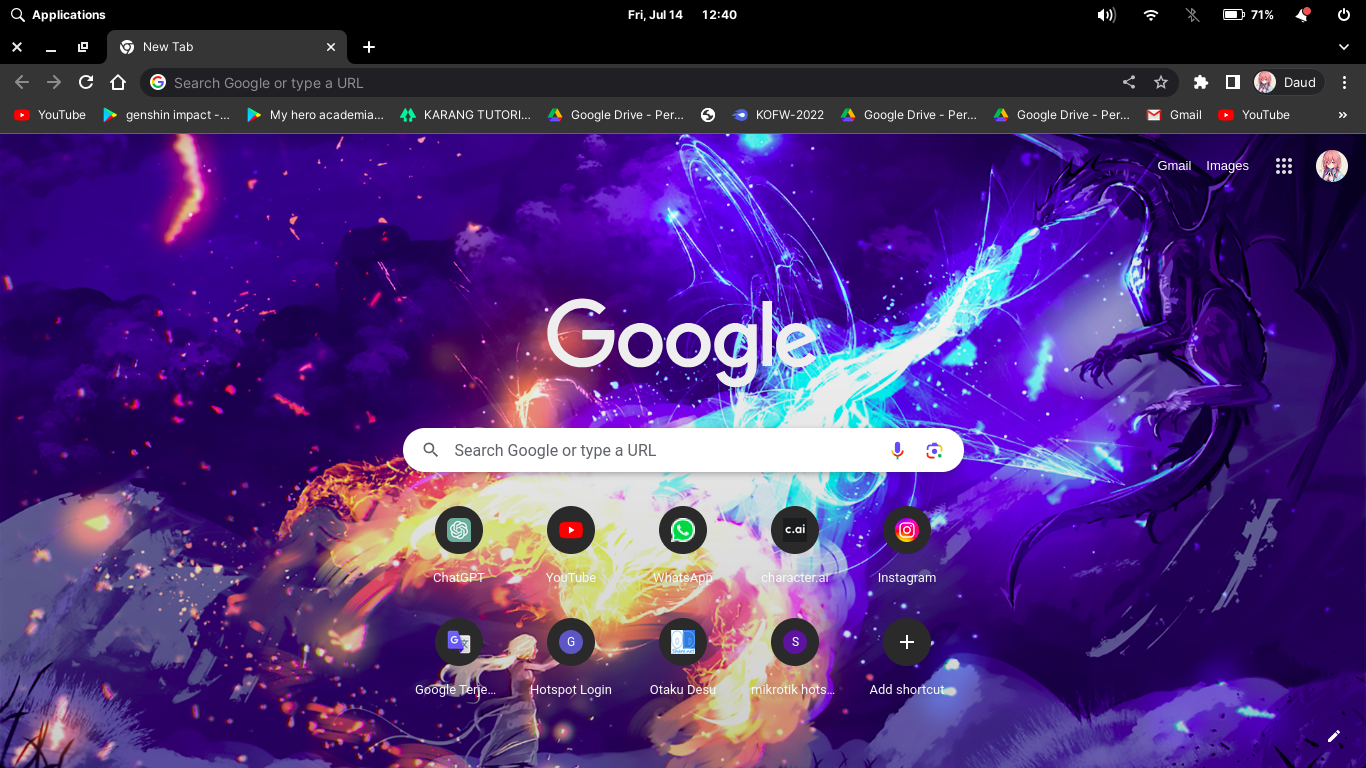 Applications Fri, Jul 14 12:40 71%
New Tab
Search Google or type a URL Daud
YouTube genshin impact -... My hero academia... KARANG TUTORI... Google Drive - Per... KOFW-2022 Google Drive - Per... Google Drive - Per... Gmail YouTube »
Gmail Images
Google
Search Google or type a URL
c.ai
ChatGPT YouTube WhatsApp character.ai Instagram
G S
Google Terje... Hotspot Login Otaku Desu mikrotik hots... Add shortcut